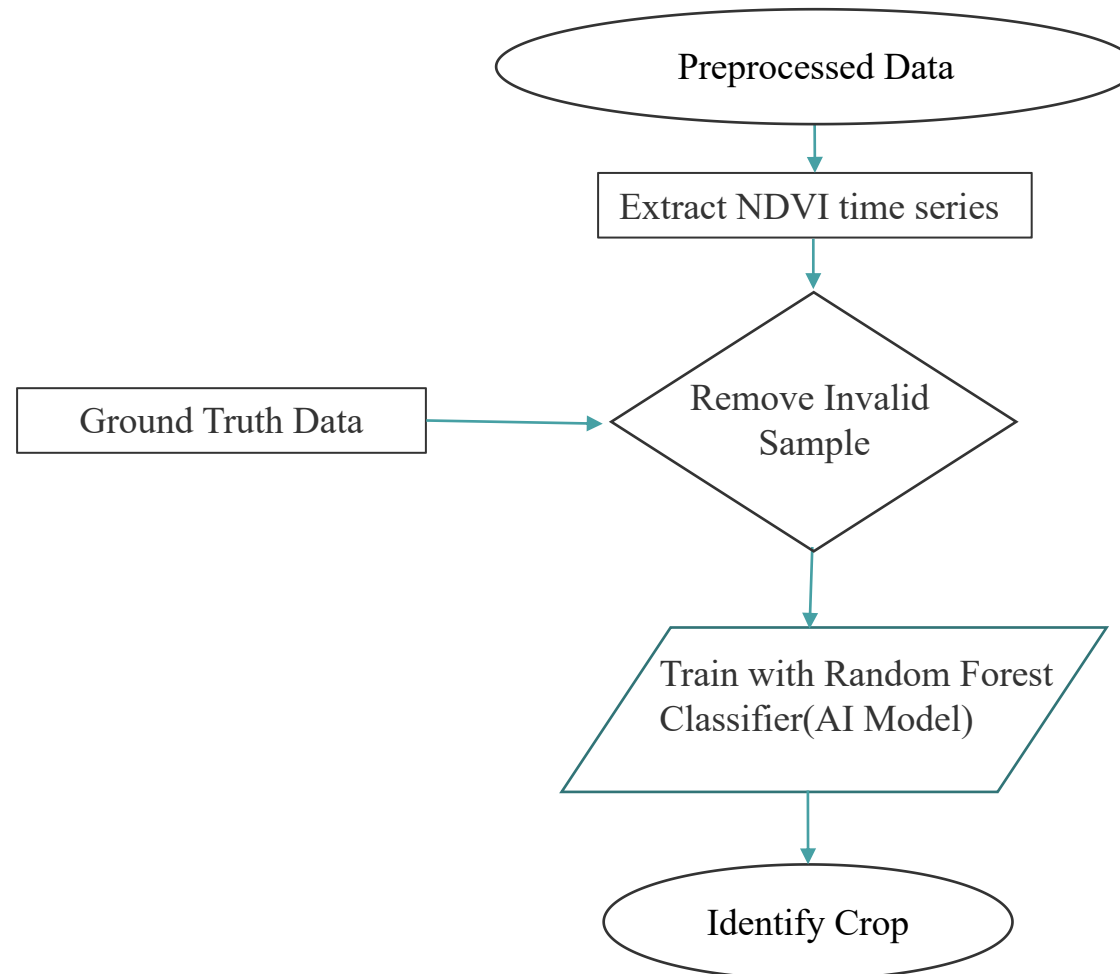 Preprocessed Data
Extract NDVI time series
Remove Invalid
Sample
Ground Truth Data
Train with Random Forest
Classifier(AI Model)
Identify Crop